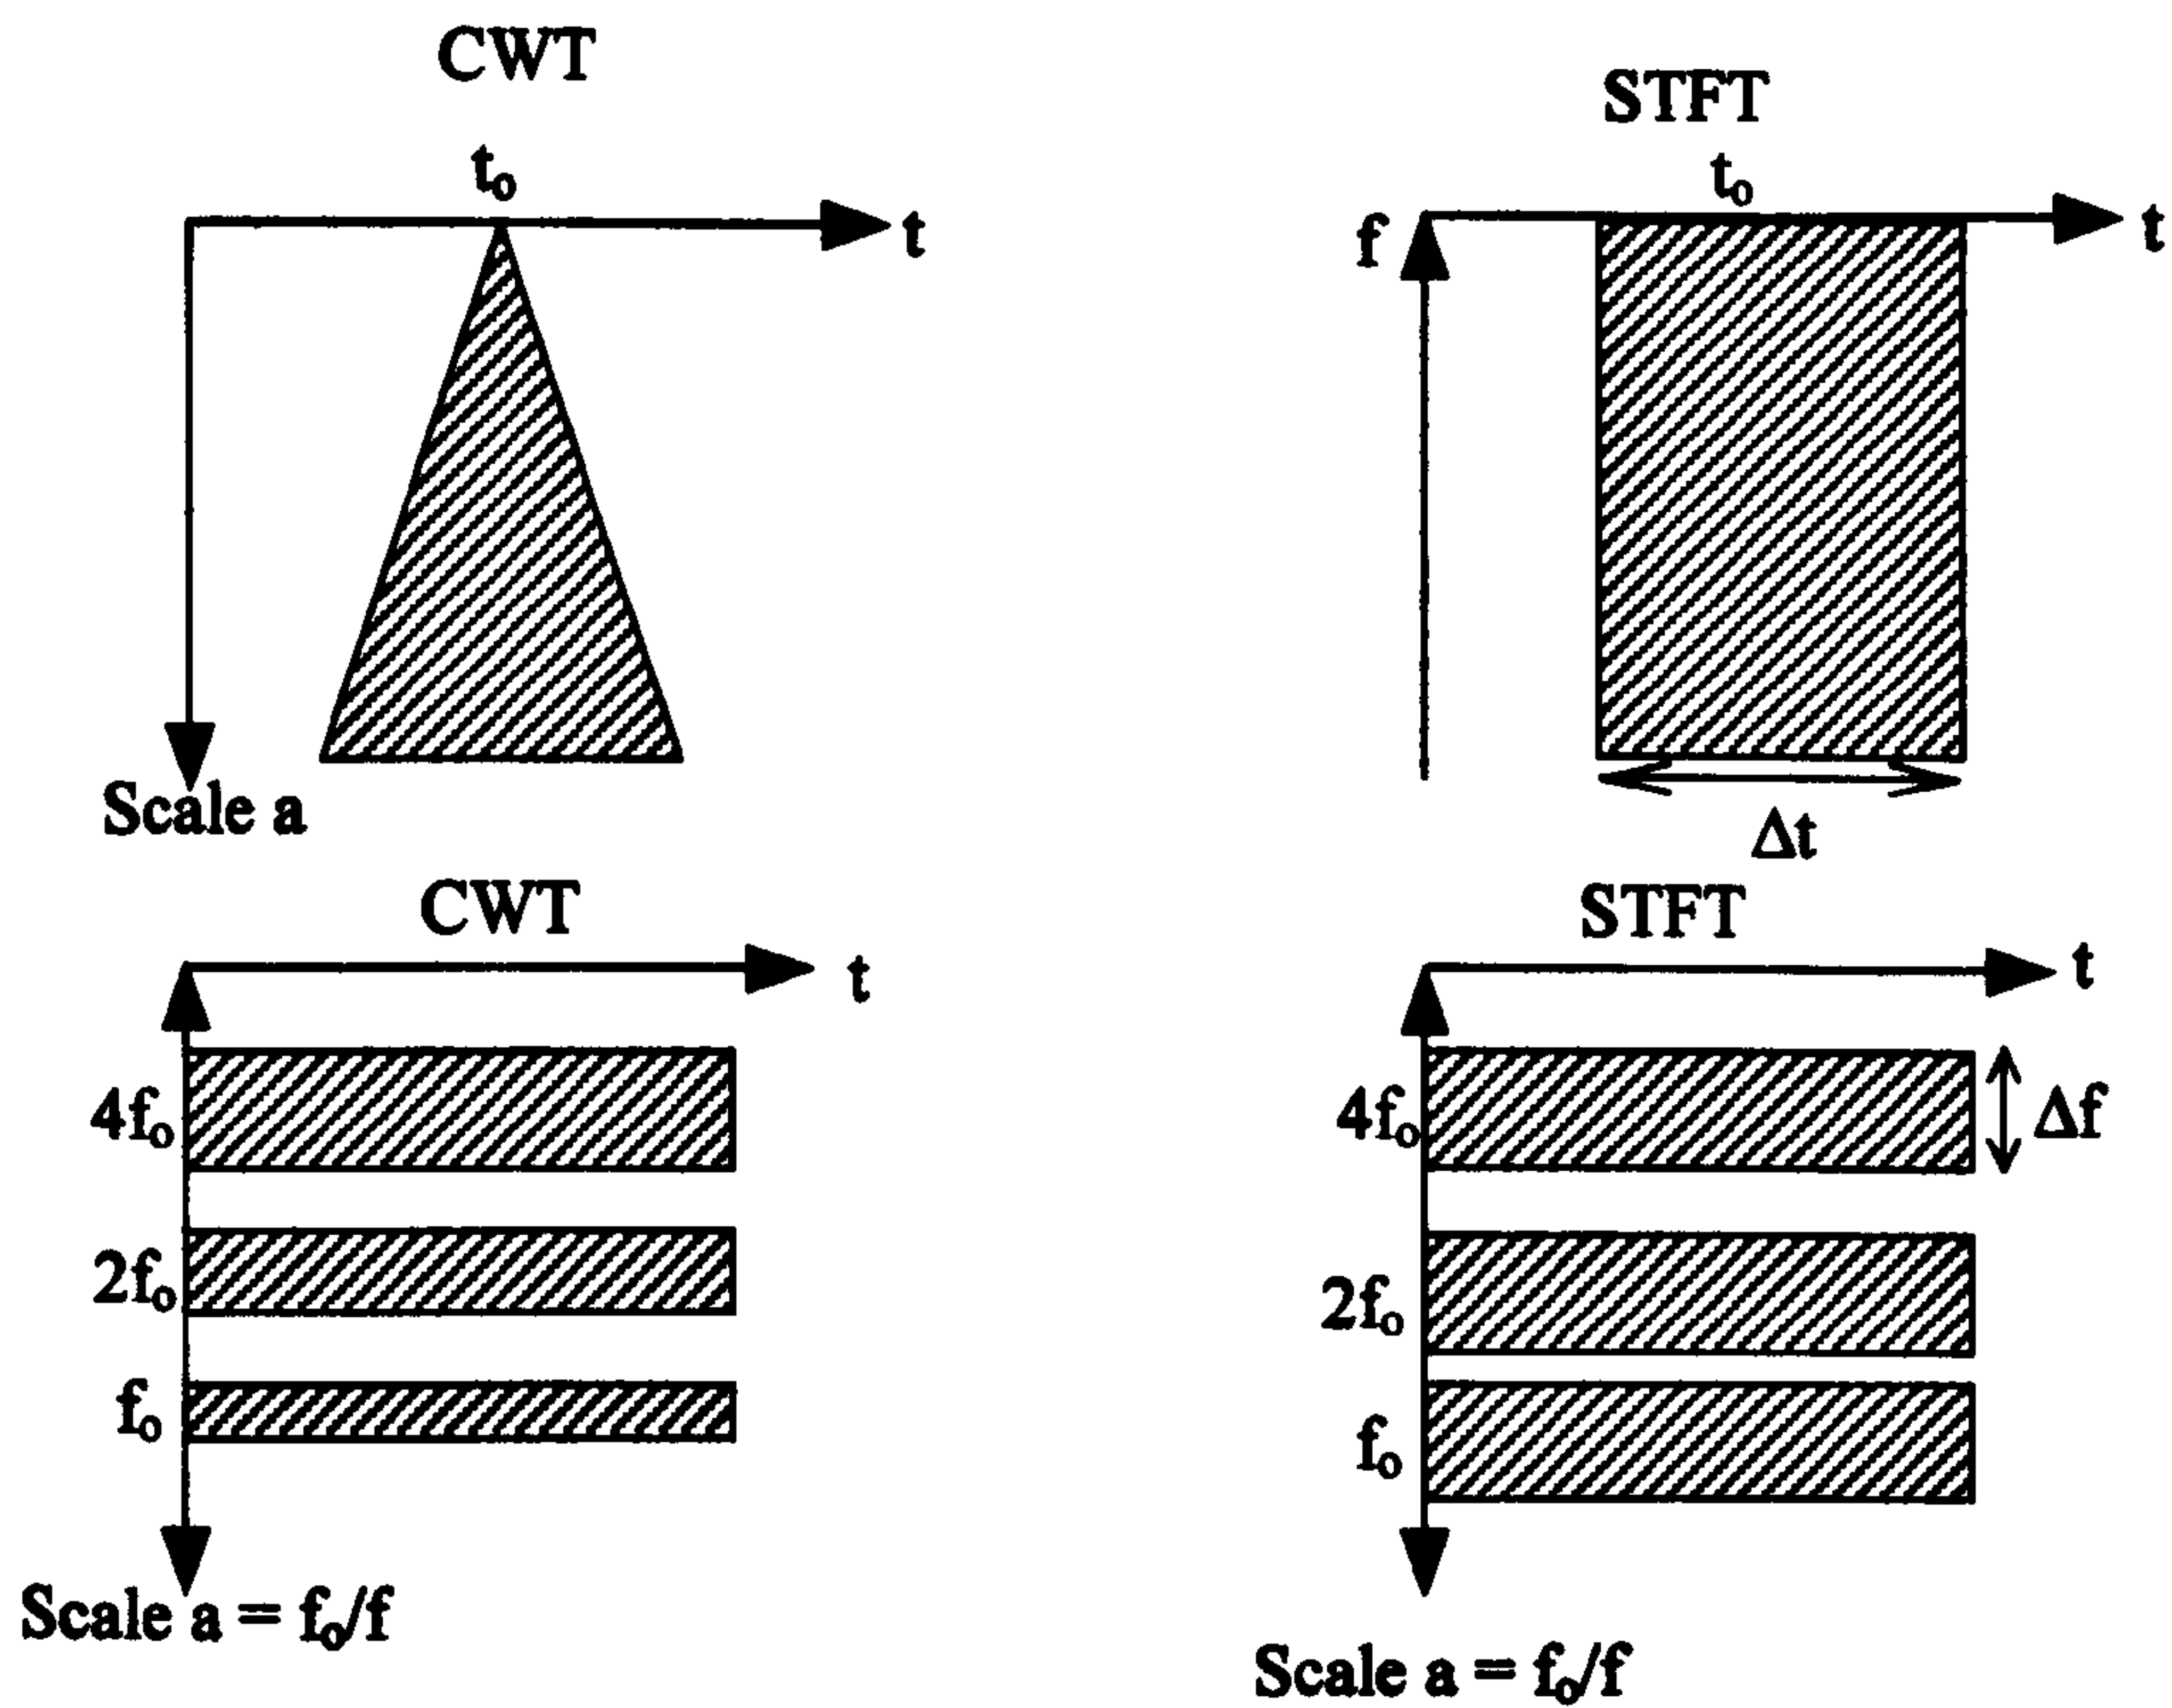 CWT
t₀
t
Scale a
STFT
t₀
f
t
Δt
CWT
t
4f₀
2f₀
f₀
Scale a = f₀/f
STFT
t
4f₀
Δf
2f₀
f₀
Scale a = f₀/f